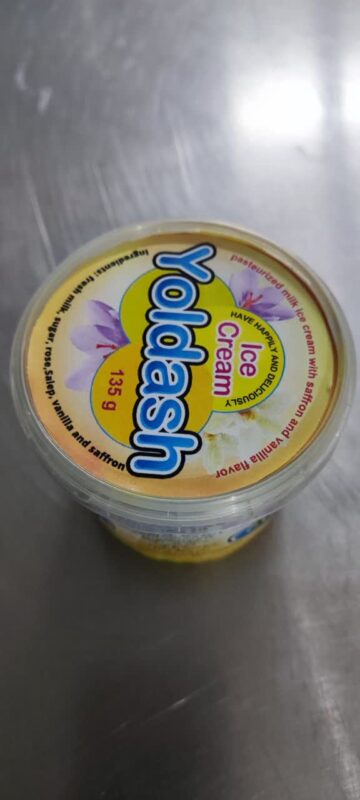 pasteurized milk ice cream with saffron and vanilla flavor
HAVE HAPPILY AND DELICIOUSLY
Ice
Cream
Yoldash
135 g
ingredients: fresh milk, sugar, rose,Salep, vanilla and saffron